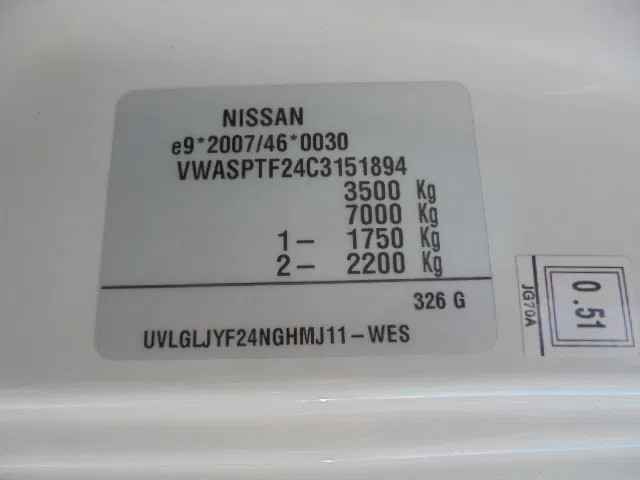 NISSAN
e9*2007/46*0030
VWASPTF24C3151894
3500 Kg
7000 Kg
1- 1750 Kg
2- 2200 Kg
326 G
UVLGLJYF24NGHMJ11-WES
0.51
JG70A